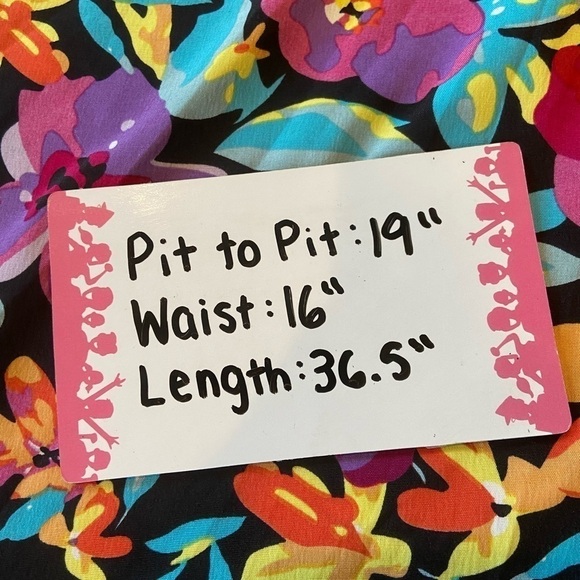 Pit to Pit: 19"
Waist: 16"
Length: 36.5"